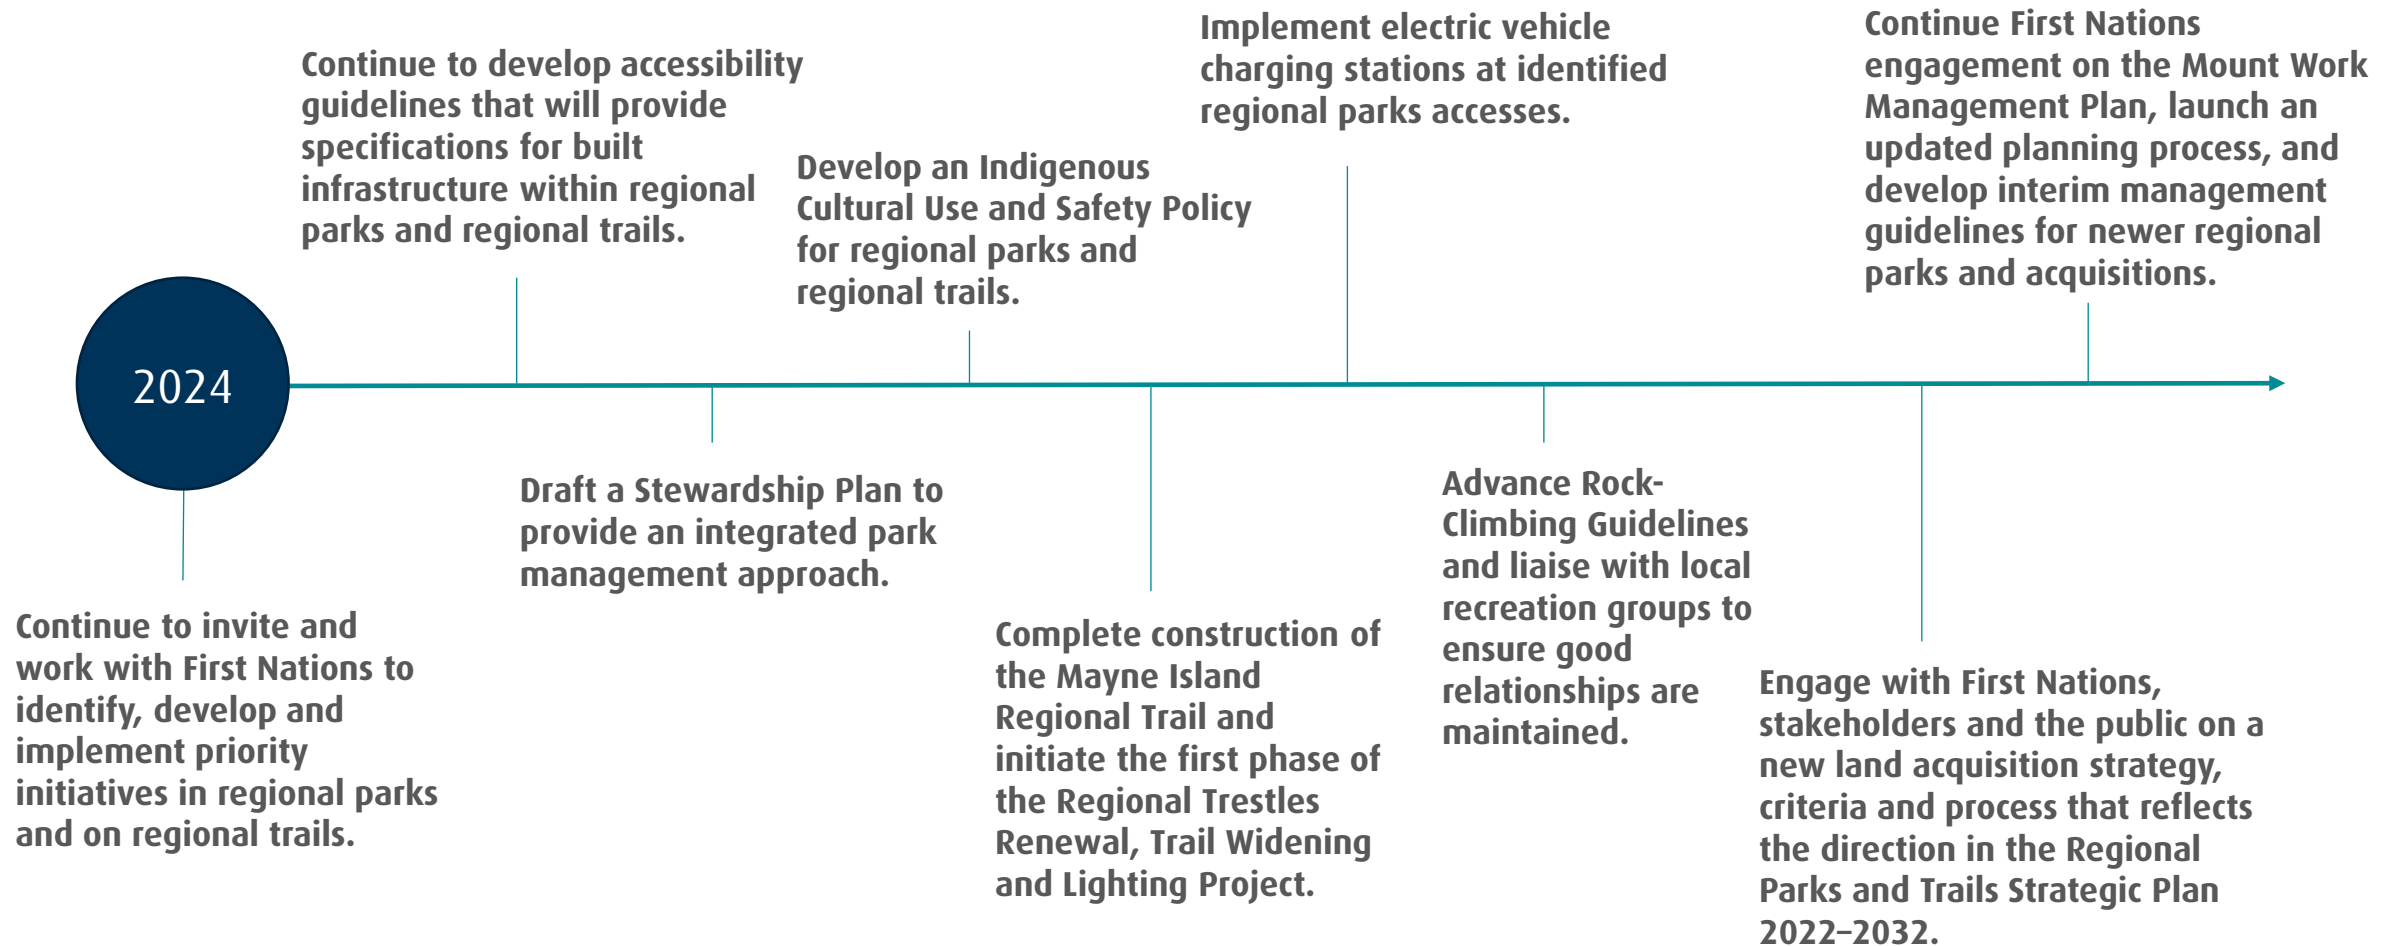 2024
Continue to invite and
work with First Nations to
identify, develop and
implement priority
initiatives in regional parks
and on regional trails.
Continue to develop accessibility
guidelines that will provide
specifications for built
infrastructure within regional
parks and regional trails.
Draft a Stewardship Plan to
provide an integrated park
management approach.
Develop an Indigenous
Cultural Use and Safety Policy
for regional parks and
regional trails.
Complete construction of
the Mayne Island
Regional Trail and
initiate the first phase of
the Regional Trestles
Renewal, Trail Widening
and Lighting Project.
Implement electric vehicle
charging stations at identified
regional parks accesses.
Advance Rock-
Climbing Guidelines
and liaise with local
recreation groups to
ensure good
relationships are
maintained.
Engage with First Nations,
stakeholders and the public on a
new land acquisition strategy,
criteria and process that reflects
the direction in the Regional
Parks and Trails Strategic Plan
2022–2032.
Continue First Nations
engagement on the Mount Work
Management Plan, launch an
updated planning process, and
develop interim management
guidelines for newer regional
parks and acquisitions.